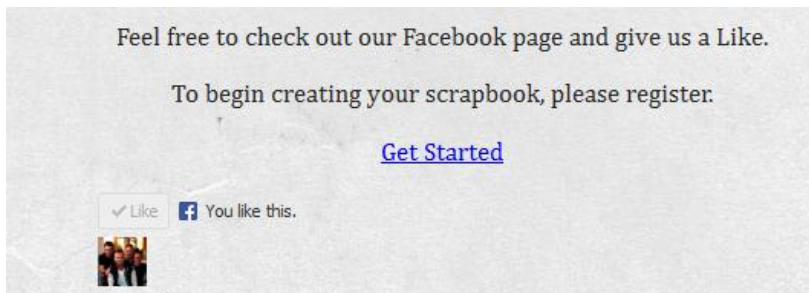 Feel free to check out our Facebook page and give us a Like.
To begin creating your scrapbook, please register.
Get Started
Like
You like this.